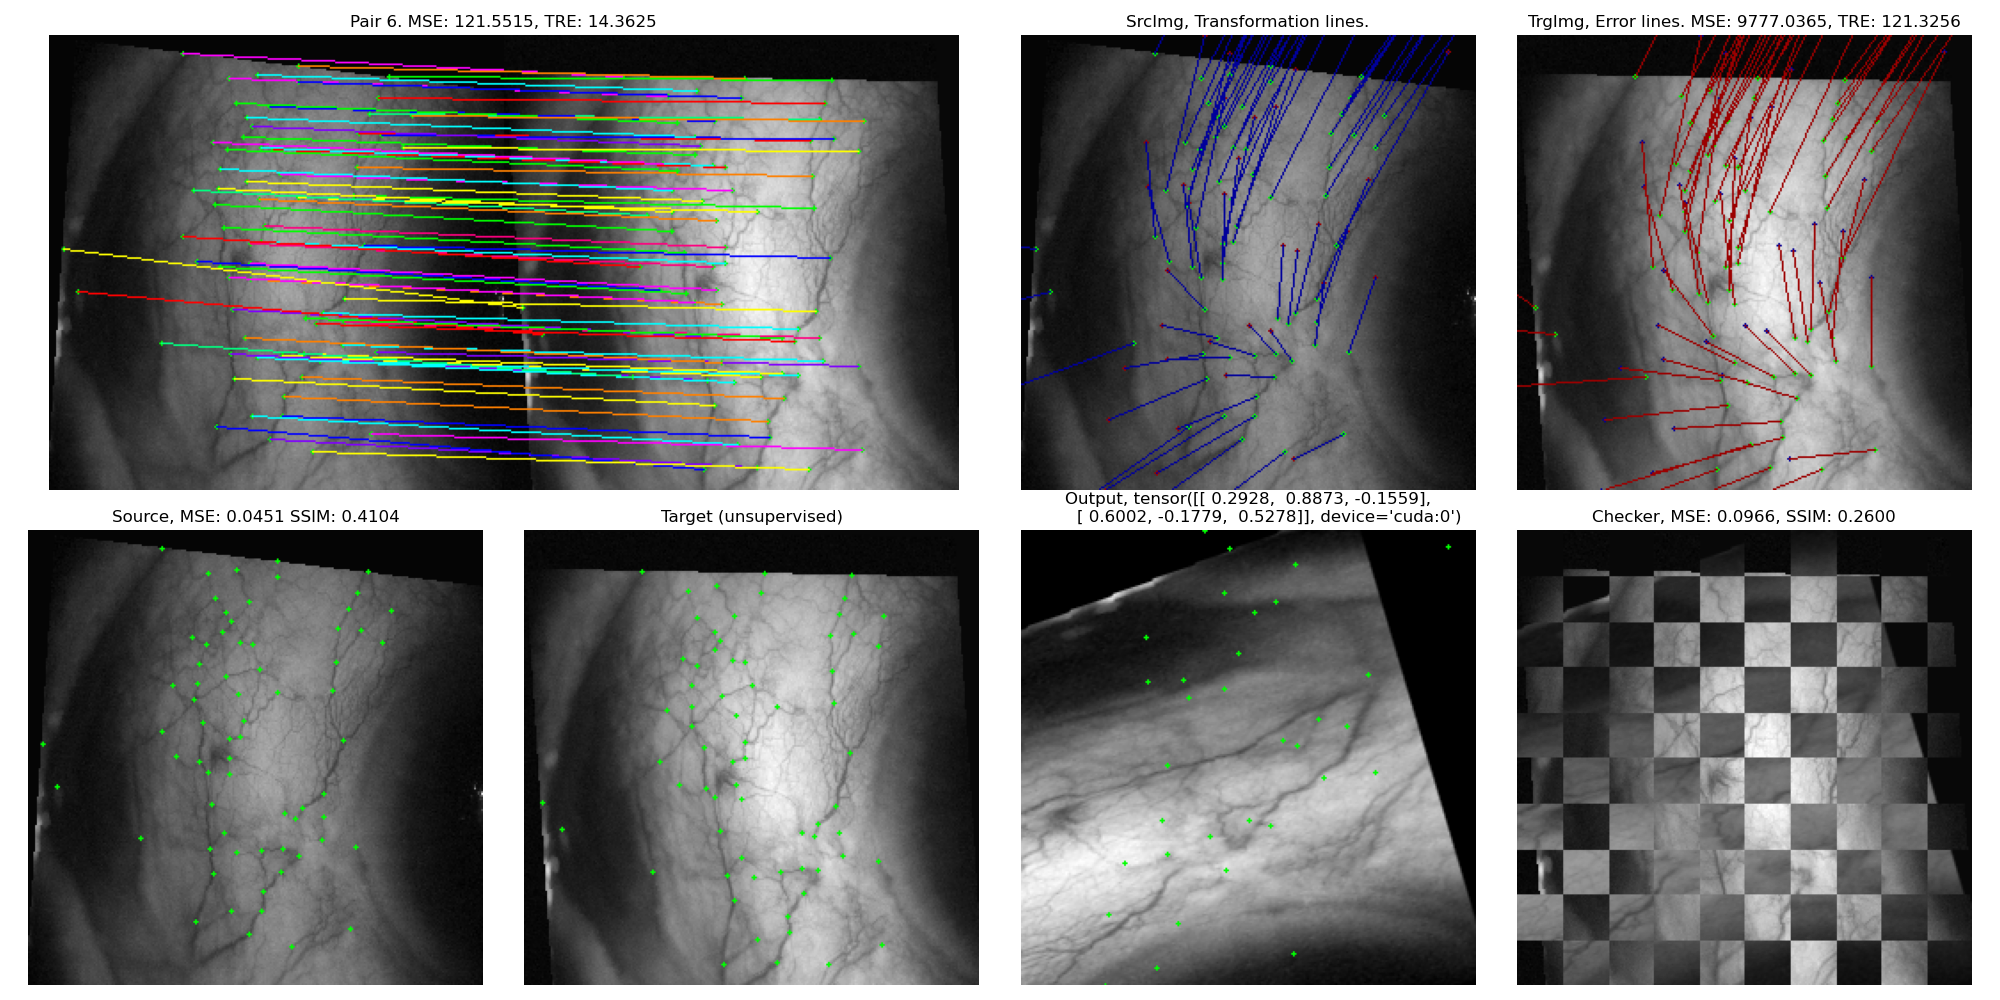 Pair 6. MSE: 121.5515, TRE: 14.3625
SrcImg, Transformation lines.
TrgImg, Error lines. MSE: 9777.0365, TRE: 121.3256
Source, MSE: 0.0451 SSIM: 0.4104
Target (unsupervised)
Output, tensor([[ 0.2928,  0.8873, -0.1559],
[ 0.6002, -0.1779,  0.5278]], device='cuda:0')
Checker, MSE: 0.0966, SSIM: 0.2600